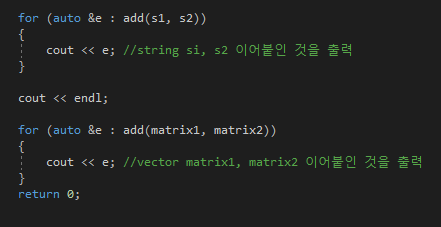 for (auto &e : add(s1, s2))
{
cout << e; //string si, s2 이어붙인 것을 출력
}
cout << endl;
for (auto &e : add(matrix1, matrix2))
{
cout << e; //vector matrix1, matrix2 이어붙인 것을 출력
}
return 0;